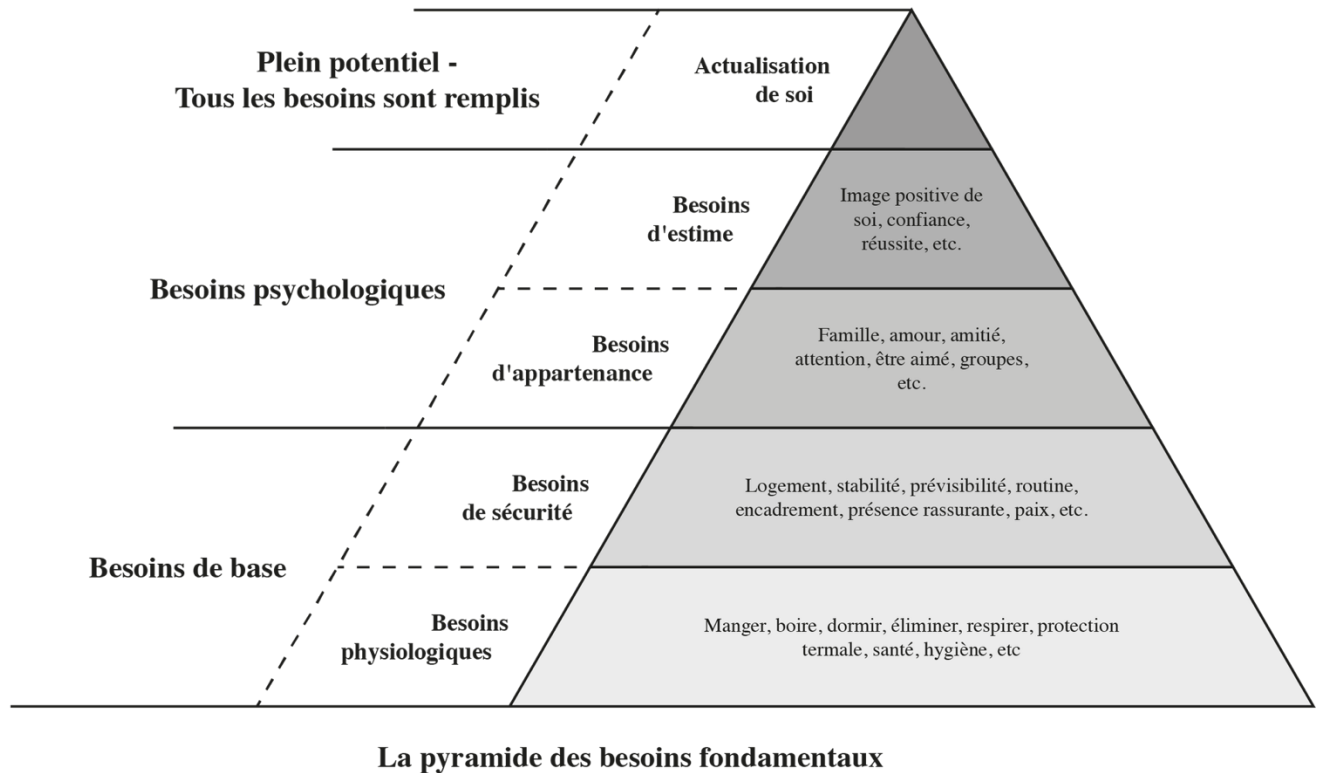 Plein potentiel -
Tous les besoins sont remplis
Actualisation
de soi
Besoins psychologiques
Besoins
d'estime
Image positive de
soi, confiance,
réussite, etc.
Besoins
d'appartenance
Famille, amour, amitié,
attention, être aimé, groupes,
etc.
Besoins de base
Besoins
de sécurité
Logement, stabilité, prévisibilité, routine,
encadrement, présence rassurante, paix, etc.
Besoins
physiologiques
Manger, boire, dormir, éliminer, respirer, protection
termale, santé, hygiène, etc
La pyramide des besoins fondamentaux